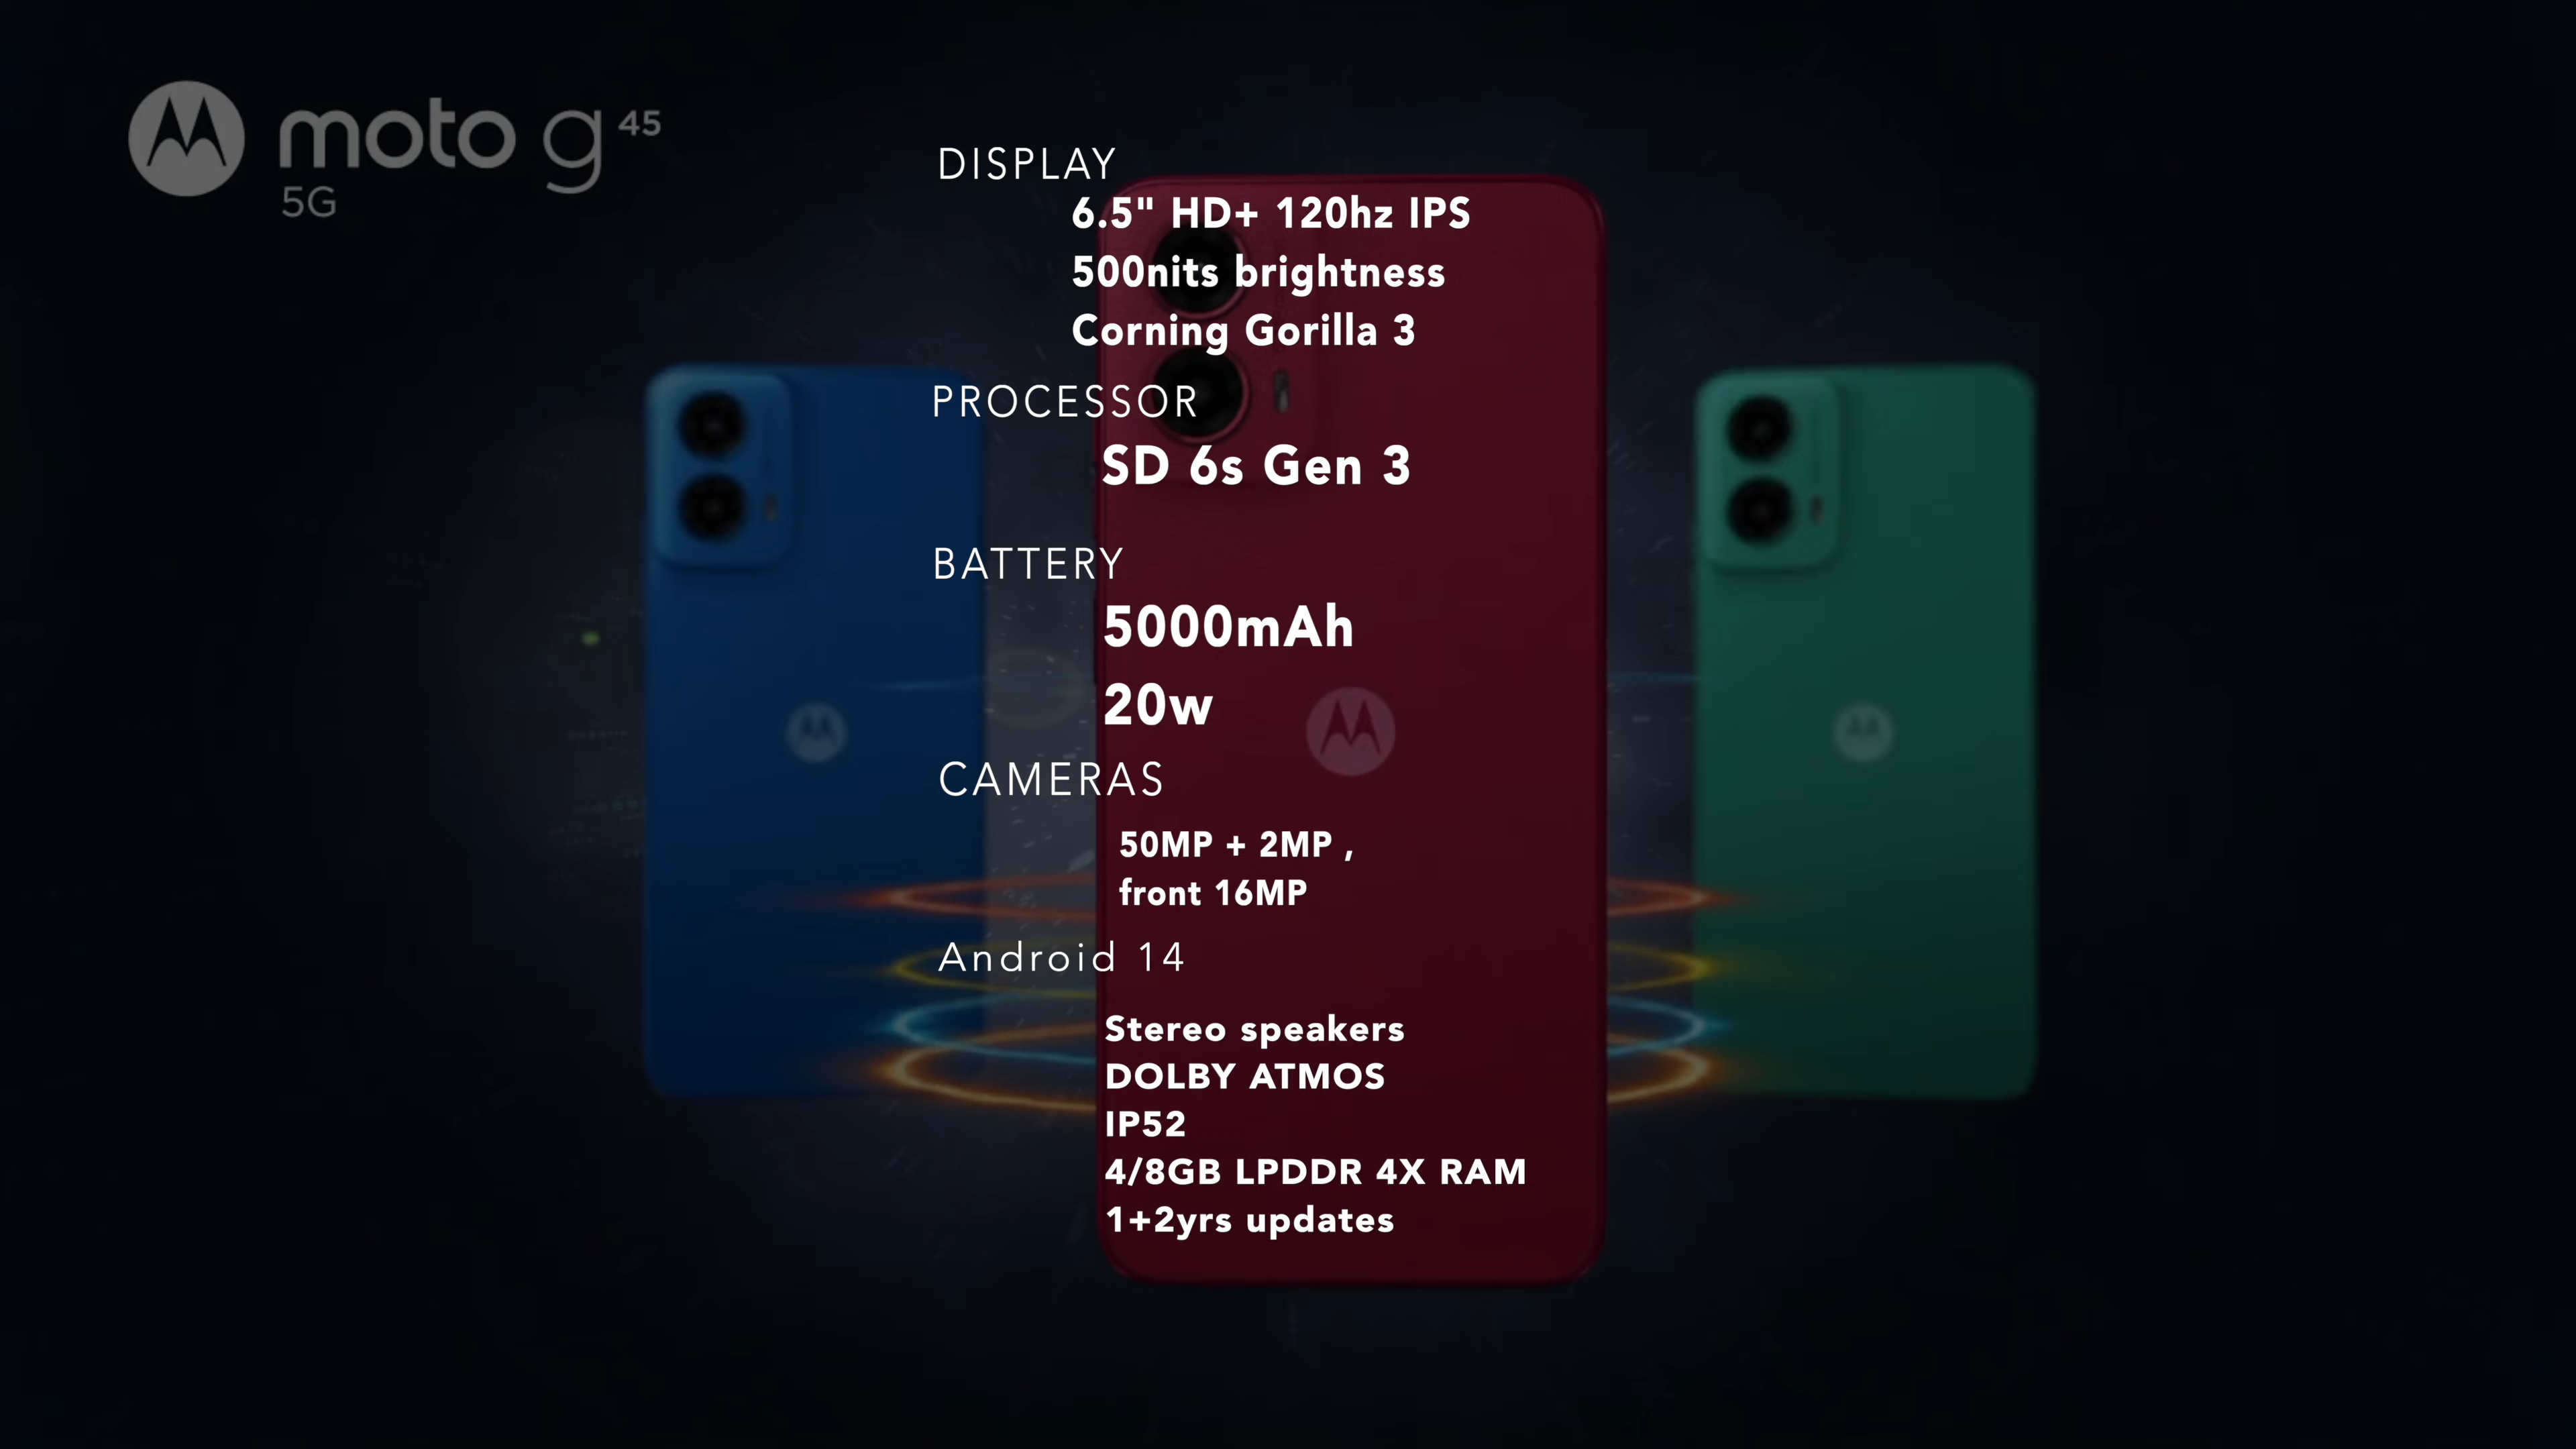 moto g 45
5G
DISPLAY
6.5" HD+ 120hz IPS
500nits brightness
Corning Gorilla 3
PROCESSOR
SD 6s Gen 3
BATTERY
5000mAh
20w
CAMERAS
50MP + 2MP ,
front 16MP
Android 14
Stereo speakers
DOLBY ATMOS
IP52
4/8GB LPDDR 4X RAM
1+2yrs updates